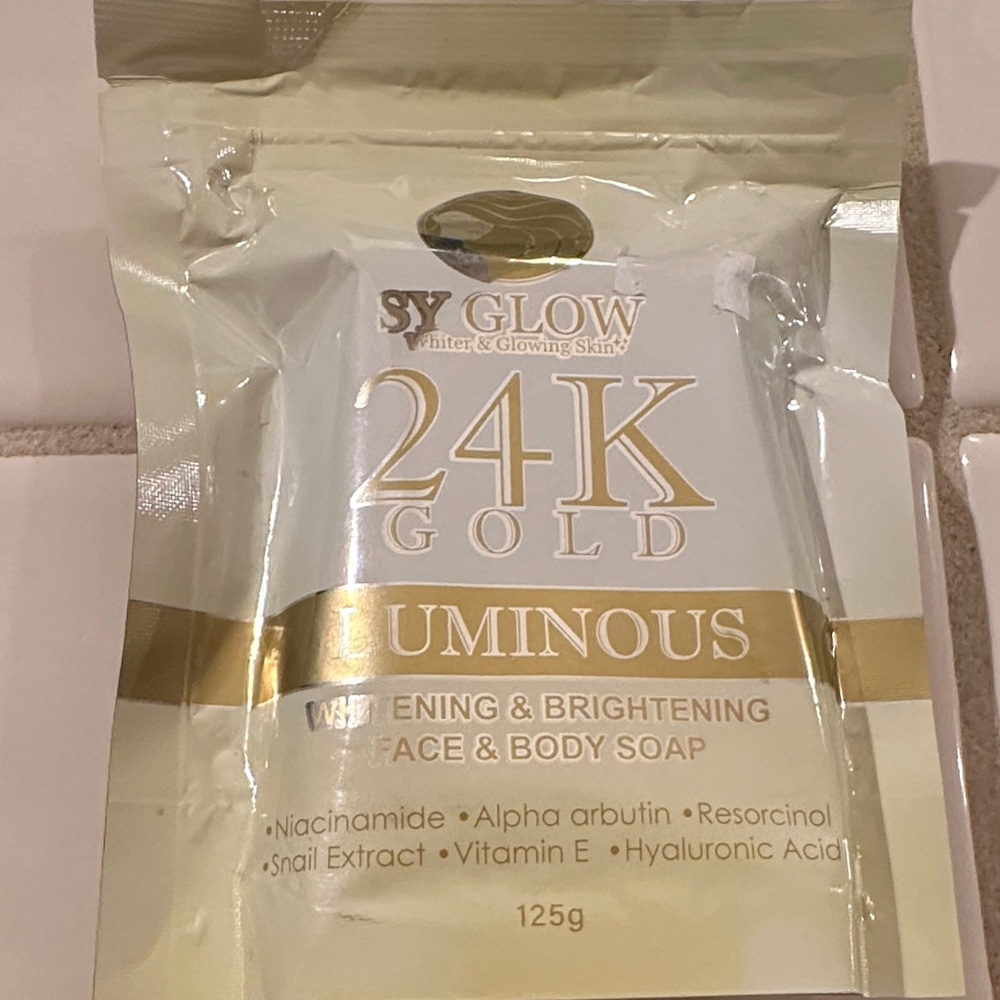 SY GLOW
Whiter & Glowing Skin
24K
GOLD
LUMINOUS
WHITENING & BRIGHTENING
FACE & BODY SOAP
•Niacinamide •Alpha arbutin •Resorcinol
•Snail Extract •Vitamin E •Hyaluronic Acid
125g